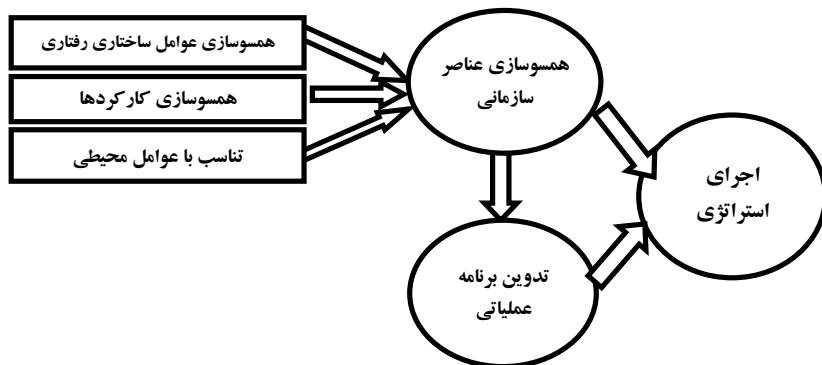 همسوسازی عوامل ساختاری رفتاری
همسوسازی کارکردها
تناسب با عوامل محیطی
همسوسازی عناصر
سازمانی
تدوین برنامه
عملیاتی
اجرای
استراتژی